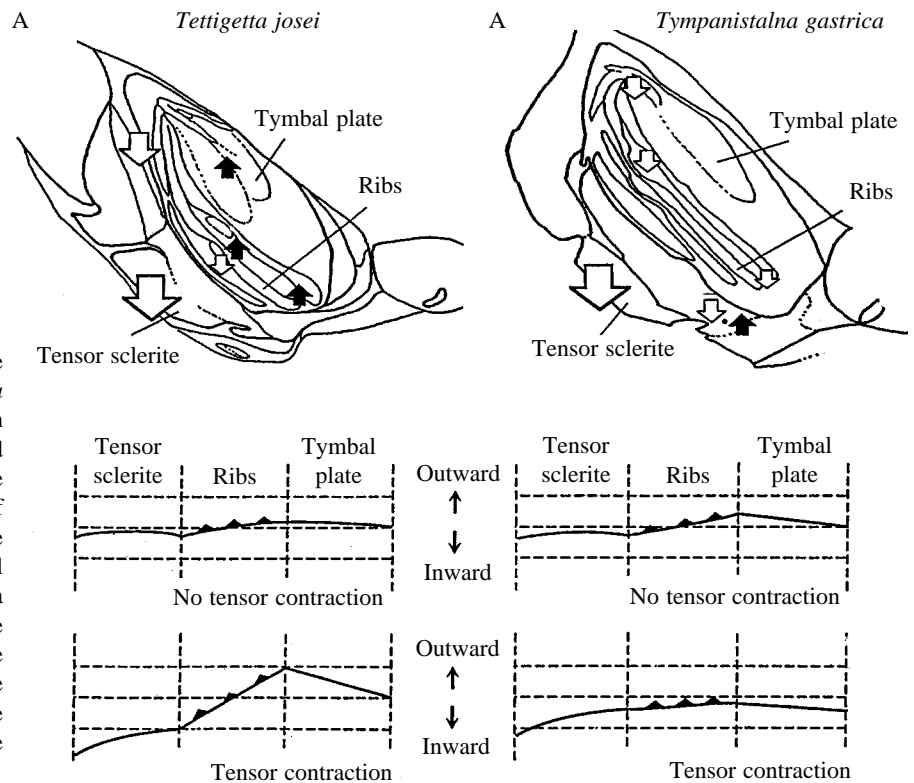 A Tettigetta josei
A Tympanistalna gastrica
Tymbal plate
Ribs
Tensor sclerite
Tymbal plate
Ribs
Tensor sclerite
e
a
n
d
e
f
e
d
a
e
e
e
e
e
Tensor
sclerite
Ribs
Tymbal
plate
No tensor contraction
Outward
Inward
Tensor
sclerite
Ribs
Tymbal
plate
No tensor contraction
Tensor contraction
Outward
Inward
Tensor contraction